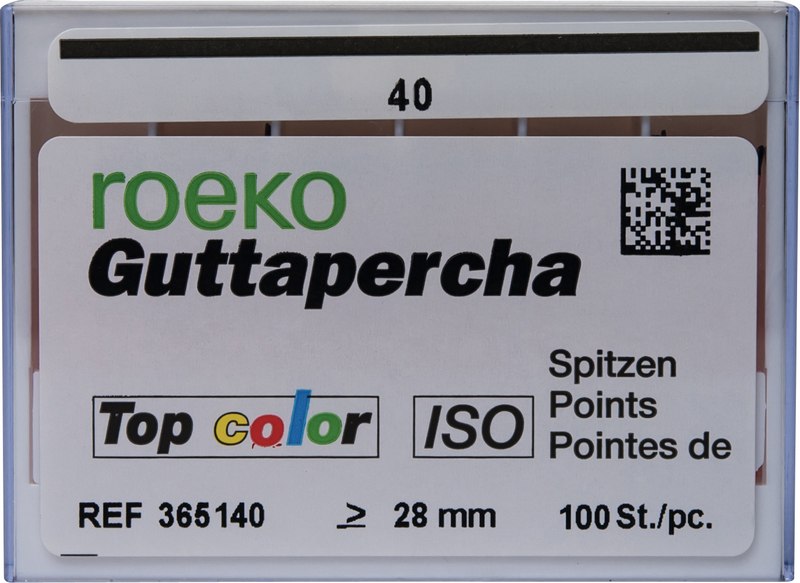 40
roeko
Guttapercha
Top color
ISO
Spitzen
Points
Pointes de
REF 365140
≥ 28 mm
100 St./pc.